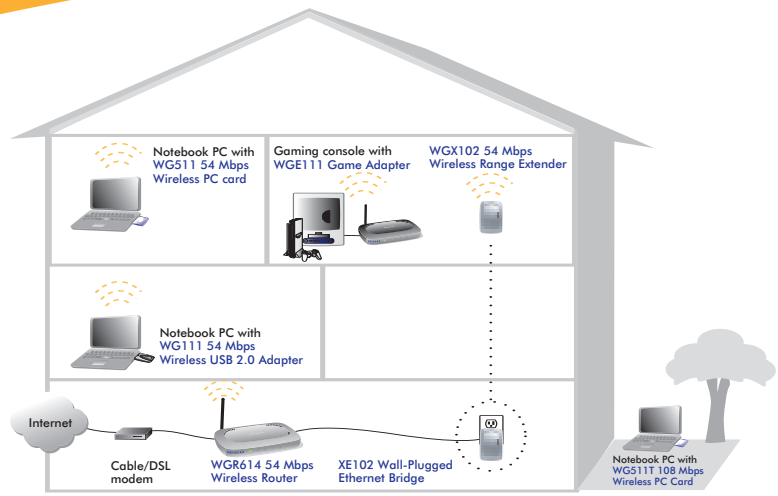 Notebook PC with
WG511 54 Mbps
Wireless PC card
Gaming console with
WGE111 Game Adapter
WGX102 54 Mbps
Wireless Range Extender
Notebook PC with
WG111 54 Mbps
Wireless USB 2.0 Adapter
Internet
Cable/DSL
modem
WGR614 54 Mbps
Wireless Router
XE102 Wall-Plugged
Ethernet Bridge
Notebook PC with
WG511T 108 Mbps
Wireless PC Card